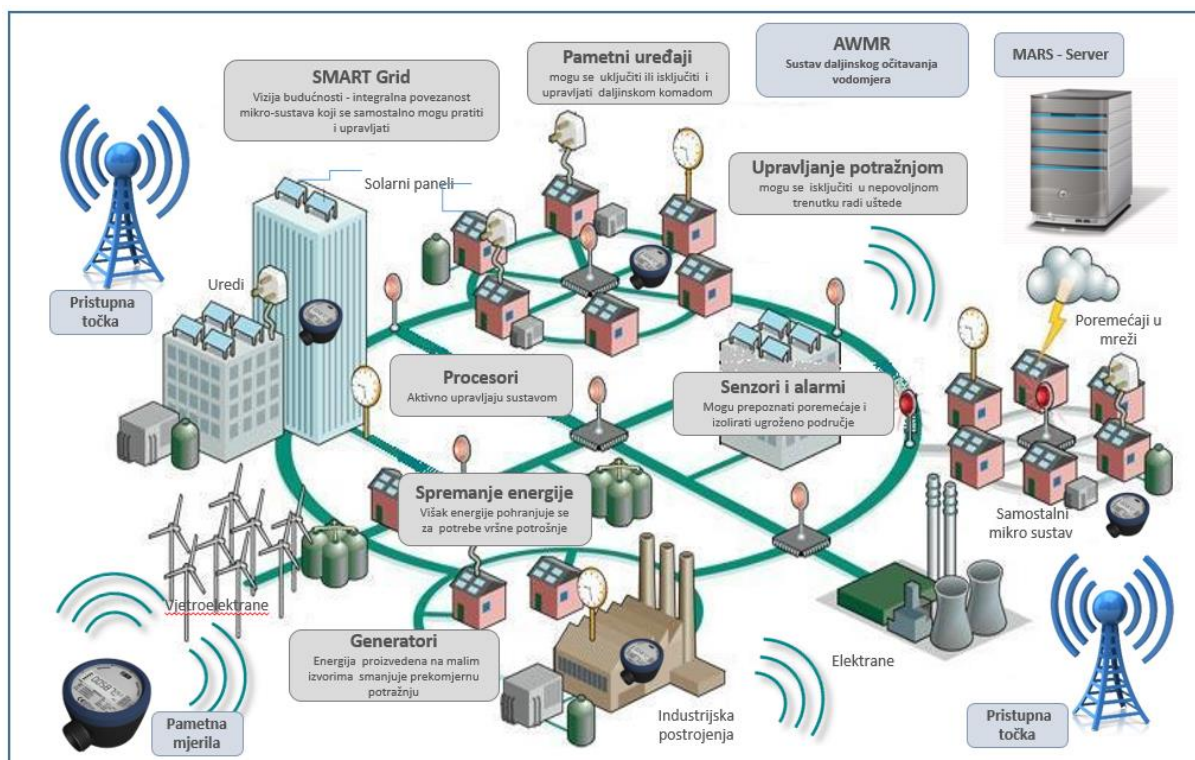 SMART Grid
Vizija budućnosti - integralna povezanost
mikro-sustava koji se samostalno mogu pratiti
i upravljati
Pametni uređaji
mogu se uključiti ili isključiti i
upravljati daljinskom komadom
AWMR
Sustav daljinskog očitavanja
vodomjera
MARS - Server
Solarni paneli
Upravljanje potražnjom
mogu se isključiti u nepovoljnom
trenutku radi uštede
Pristupna
točka
Uredi
Poremećaji u
mreži
Procesori
Aktivno upravljaju sustavom
Senzori i alarmi
Mogu prepoznati poremećaje i
izolirati ugroženo područje
Spremanje energije
Višak energije pohranjuje se
za potrebe vršne potrošnje
Samostalni
mikro sustav
Vjetroelektrane
Generatori
Energija proizvedena na malim
izvorima smanjuje prekomjernu
potražnju
Elektrane
Industrijska
postrojenja
Pametna
mjerila
Pristupna
točka